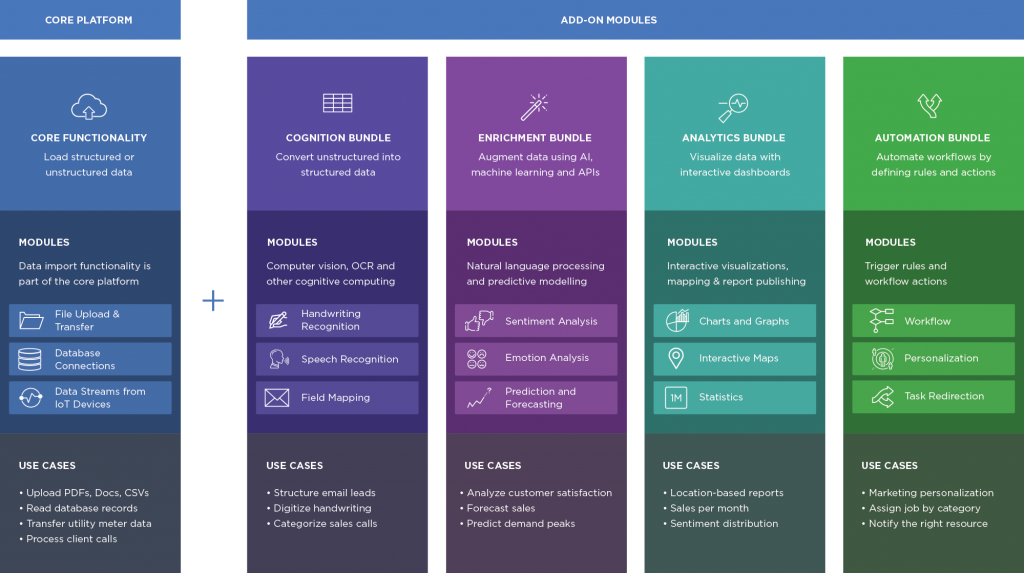 CORE PLATFORM
ADD-ON MODULES
CORE FUNCTIONALITY
Load structured or
unstructured data
MODULES
Data import functionality is
part of the core platform
File Upload &
Transfer
Database
Connections
Data Streams from
IoT Devices
USE CASES
• Upload PDFs, Docs, CSVs
• Read database records
• Transfer utility meter data
• Process client calls
+
COGNITION BUNDLE
Convert unstructured into
structured data
MODULES
Computer vision, OCR and
other cognitive computing
Handwriting
Recognition
Speech Recognition
Field Mapping
USE CASES
• Structure email leads
• Digitize handwriting
• Categorize sales calls
ENRICHMENT BUNDLE
Augment data using AI,
machine learning and APIs
MODULES
Natural language processing
and predictive modelling
Sentiment Analysis
Emotion Analysis
?
Prediction and
Forecasting
USE CASES
• Analyze customer satisfaction
• Forecast sales
• Predict demand peaks
ANALYTICS BUNDLE
Visualize data with
interactive dashboards
MODULES
Interactive visualizations,
mapping & report publishing
Charts and Graphs
Interactive Maps
1M
Statistics
USE CASES
• Location-based reports
• Sales per month
• Sentiment distribution
AUTOMATION BUNDLE
Automate workflows by
defining rules and actions
MODULES
Trigger rules and
workflow actions
Workflow
Personalization
Task Redirection
USE CASES
• Marketing personalization
• Assign job by category
• Notify the right resource